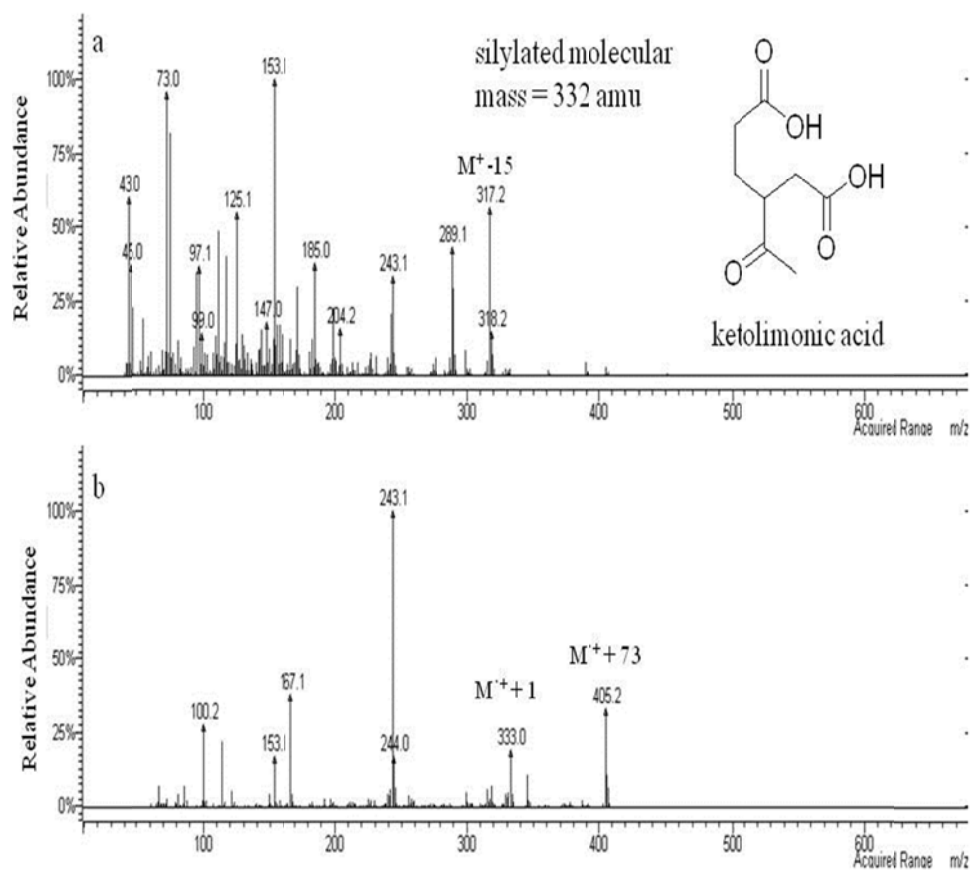 a
silylated molecular
mass = 332 amu
O
OH
OH
O
O
ketolimonic acid
Relative Abundance
100%
75%
50%
25%
0%
43.0
45.0
73.0
97.1
99.0
125.1
147.0
153.
185.0
204.2
243.1
289.1
M⁺-15
317.2
318.2
100
200
300
400
500
600
Acquired Range m/z
b
Relative Abundance
100%
75%
50%
25%
0%
100.2
153.
67.1
243.1
244.0
M·⁺+ 1
333.0
M·⁺+ 73
405.2
100
200
300
400
500
600
Acquired Range m/z